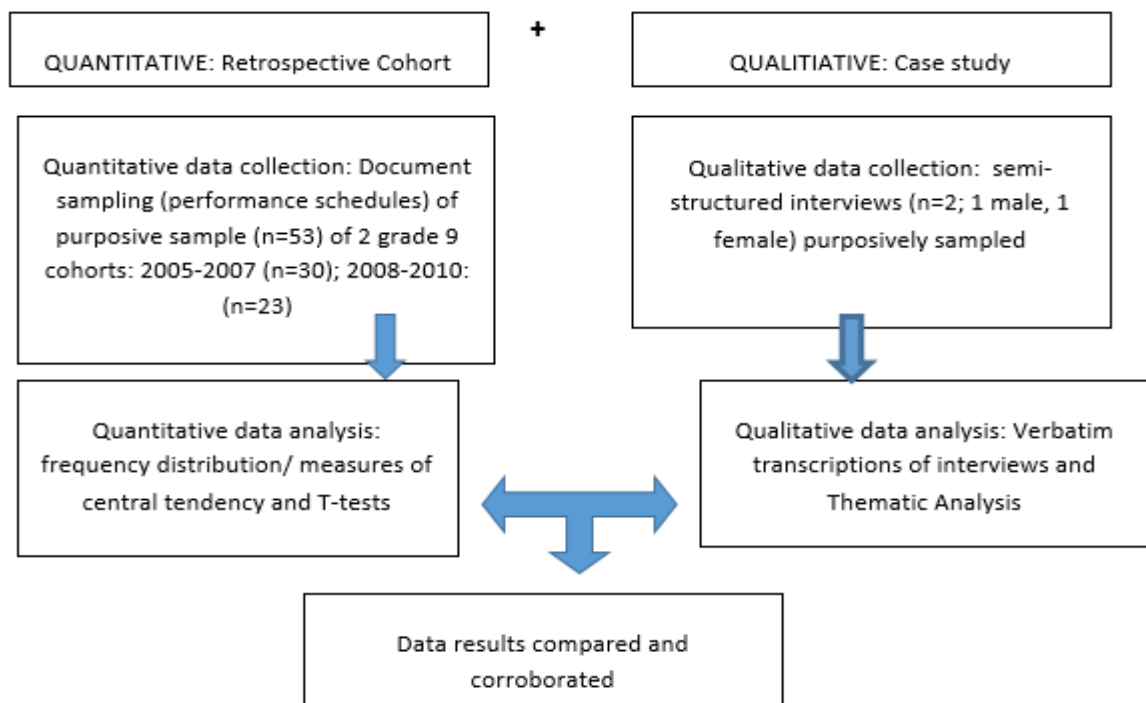 +
QUANTITATIVE: Retrospective Cohort
QUALITIATIVE: Case study
Quantitative data collection: Document
sampling (performance schedules) of
purposive sample (n=53) of 2 grade 9
cohorts: 2005-2007 (n=30); 2008-2010:
(n=23)
Qualitative data collection:  semi-
structured interviews (n=2; 1 male, 1
female) purposively sampled
Quantitative data analysis:
frequency distribution/ measures of
central tendency and T-tests
Qualitative data analysis: Verbatim
transcriptions of interviews and
Thematic Analysis
Data results compared and
corroborated